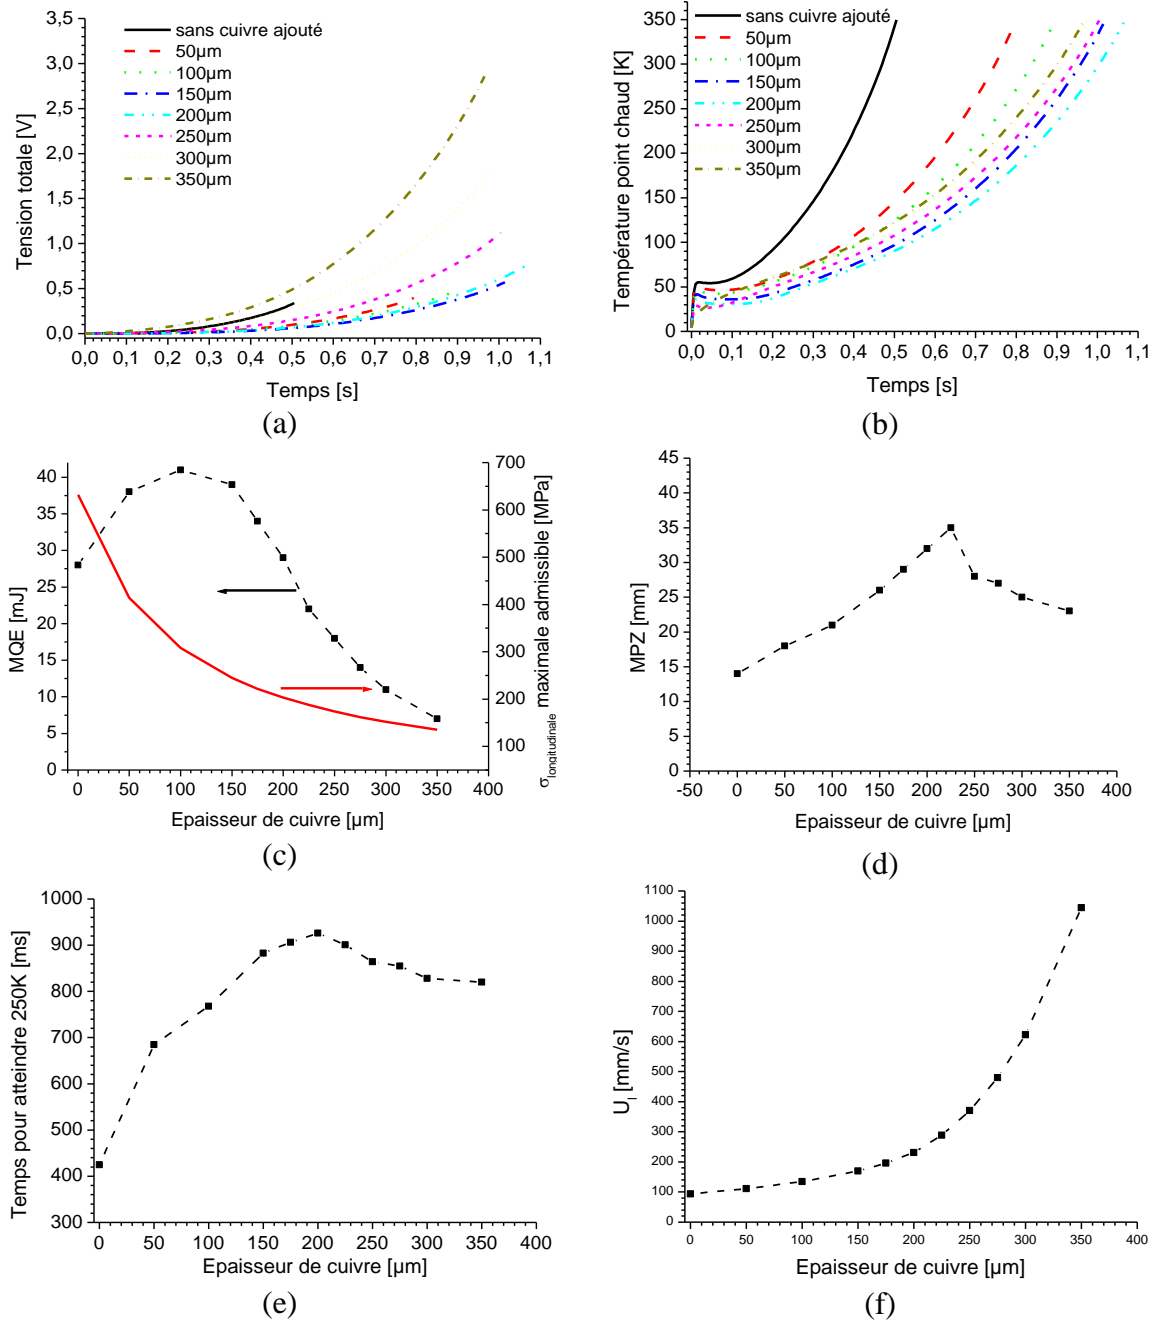 3,5
3,0
2,5
2,0
1,5
1,0
0,5
0,0
Tension totale [V]
sans cuivre ajouté
50µm
100µm
150µm
200µm
250µm
300µm
350µm
0,0 0,1 0,2 0,3 0,4 0,5 0,6 0,7 0,8 0,9 1,0 1,1
Temps [s]
(a)
350
300
250
200
150
100
50
0
Température point chaud [K]
sans cuivre ajouté
50µm
100µm
150µm
200µm
250µm
300µm
350µm
0,0 0,1 0,2 0,3 0,4 0,5 0,6 0,7 0,8 0,9 1,0 1,1
Temps [s]
(b)
40
35
30
25
20
15
10
5
0
MQE [mJ]
700
600
500
400
300
200
100
σlongitudinale maximale admissible [MPa]
0 50 100 150 200 250 300 350 400
Epaisseur de cuivre [µm]
(c)
45
40
35
30
25
20
15
10
5
0
MPZ [mm]
-50 0 50 100 150 200 250 300 350 400
Epaisseur de cuivre [µm]
(d)
1000
900
800
700
600
500
400
300
Temps pour atteindre 250K [ms]
0 50 100 150 200 250 300 350 400
Epaisseur de cuivre [µm]
(e)
1100
1000
900
800
700
600
500
400
300
200
100
0
Ul [mm/s]
0 50 100 150 200 250 300 350 400
Epaisseur de cuivre [µm]
(f)